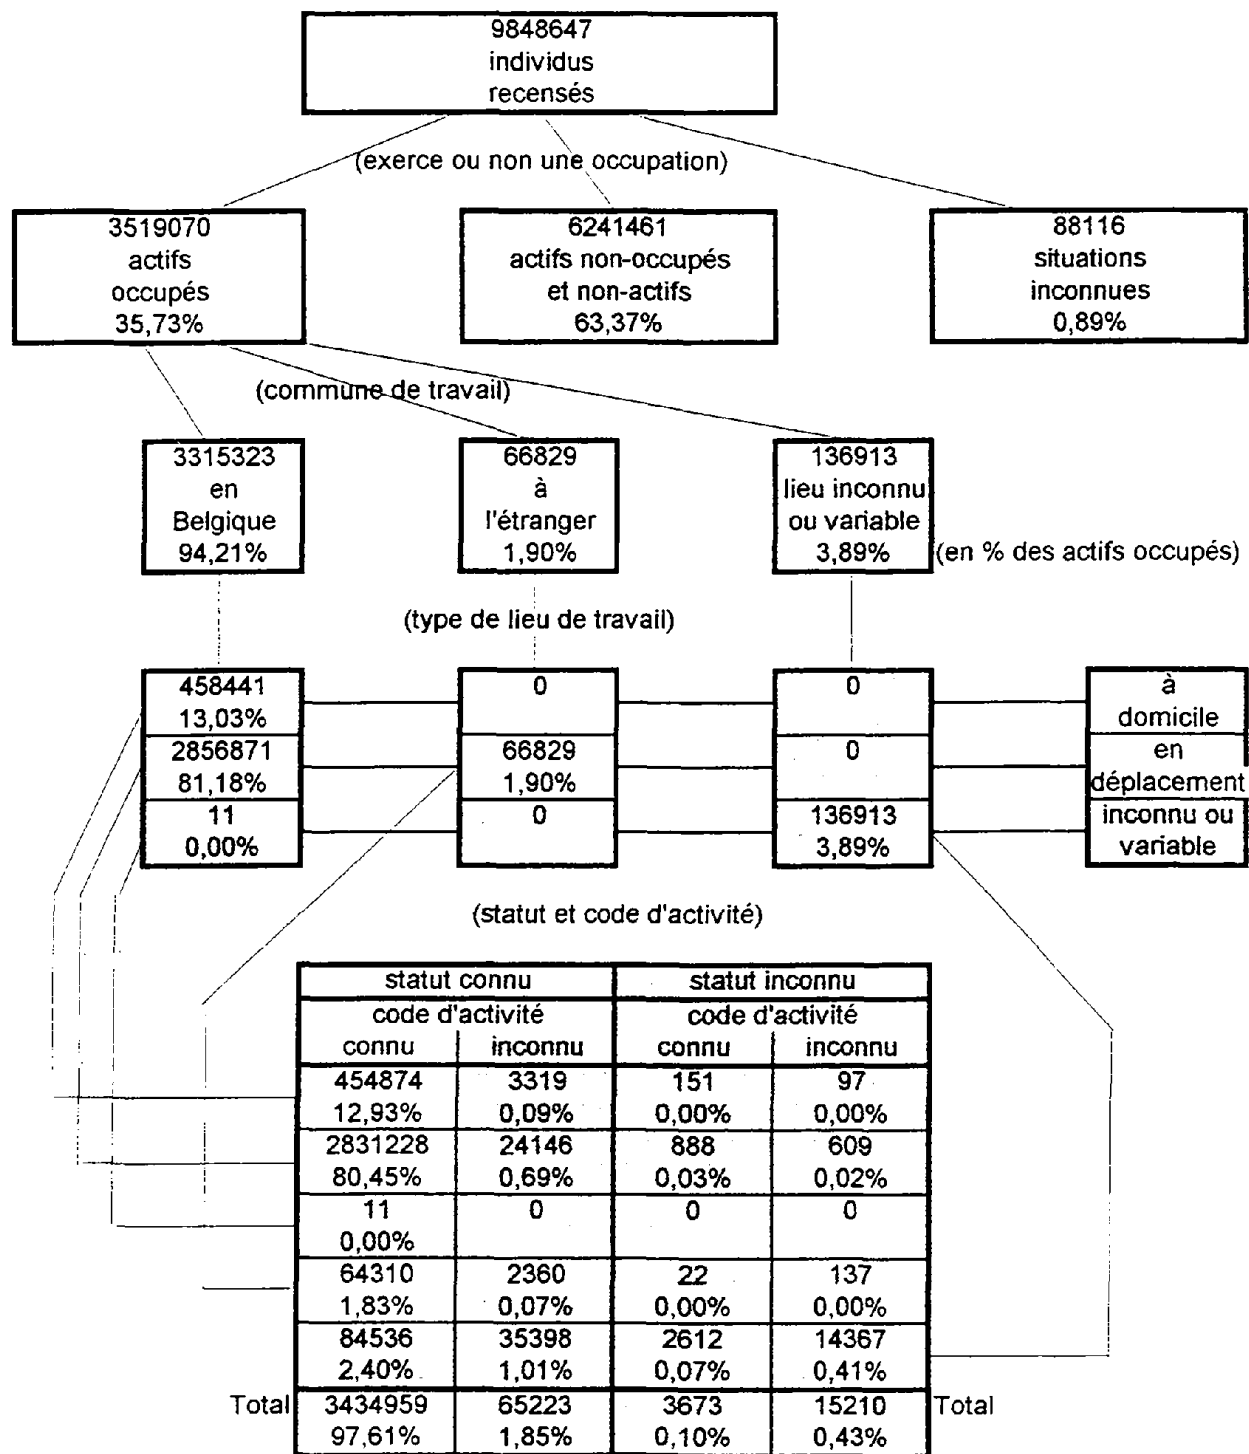 9848647
individus
recensés
(exerce ou non une occupation)
3519070
actifs
occupés
35,73%
6241461
actifs non-occupés
et non-actifs
63,37%
88116
situations
inconnues
0,89%
(commune de travail)
3315323
en
Belgique
94,21%
66829
à
l'étranger
1,90%
136913
lieu inconnu
ou variable
3,89%
(en % des actifs occupés)
(type de lieu de travail)
458441
13,03%
0
0
à
domicile
2856871
81,18%
66829
1,90%
0
en
déplacement
11
0,00%
0
136913
3,89%
inconnu ou
variable
(statut et code d'activité)
statut connu statut inconnu
code d'activité code d'activité
connu inconnu connu inconnu
454874 3319 151 97
12,93% 0,09% 0,00% 0,00%
2831228 24146 888 609
80,45% 0,69% 0,03% 0,02%
11 0 0 0
0,00%
64310 2360 22 137
1,83% 0,07% 0,00% 0,00%
84536 35398 2612 14367
2,40% 1,01% 0,07% 0,41%
Total 3434959 65223 3673 15210 Total
97,61% 1,85% 0,10% 0,43%